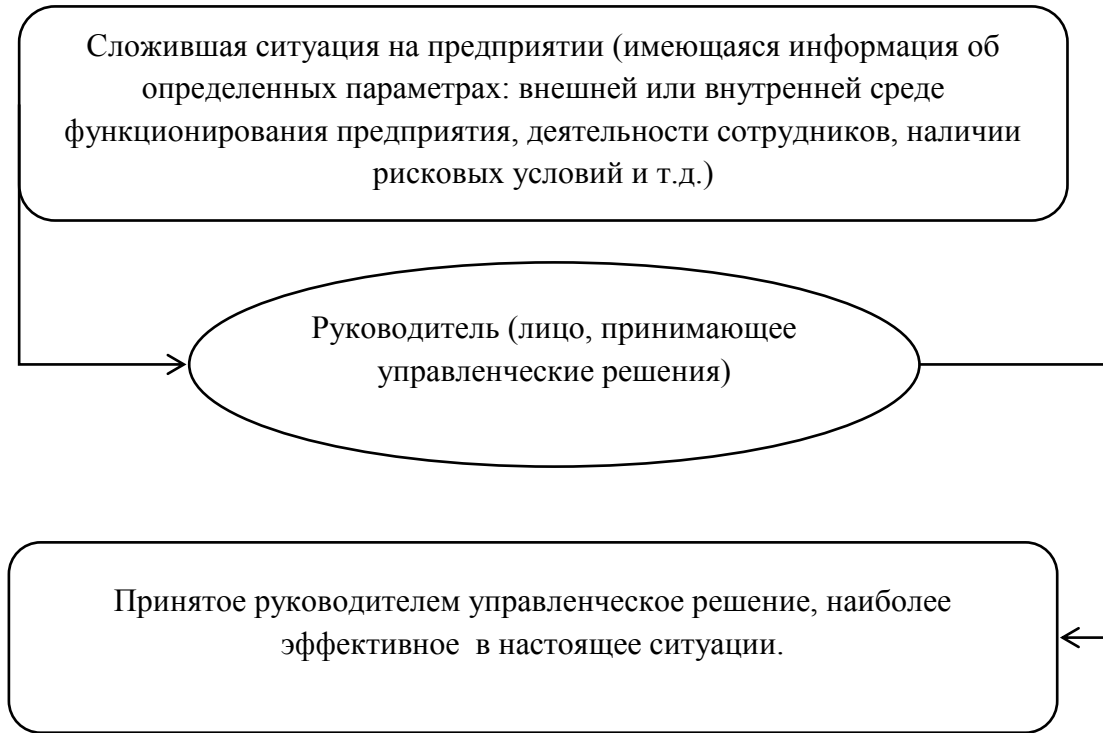 Сложившая ситуация на предприятии (имеющаяся информация об
определенных параметрах: внешней или внутренней среде
функционирования предприятия, деятельности сотрудников, наличии
рисковых условий и т.д.)
Руководитель (лицо, принимающее
управленческие решения)
Принятое руководителем управленческое решение, наиболее
эффективное  в настоящее ситуации.